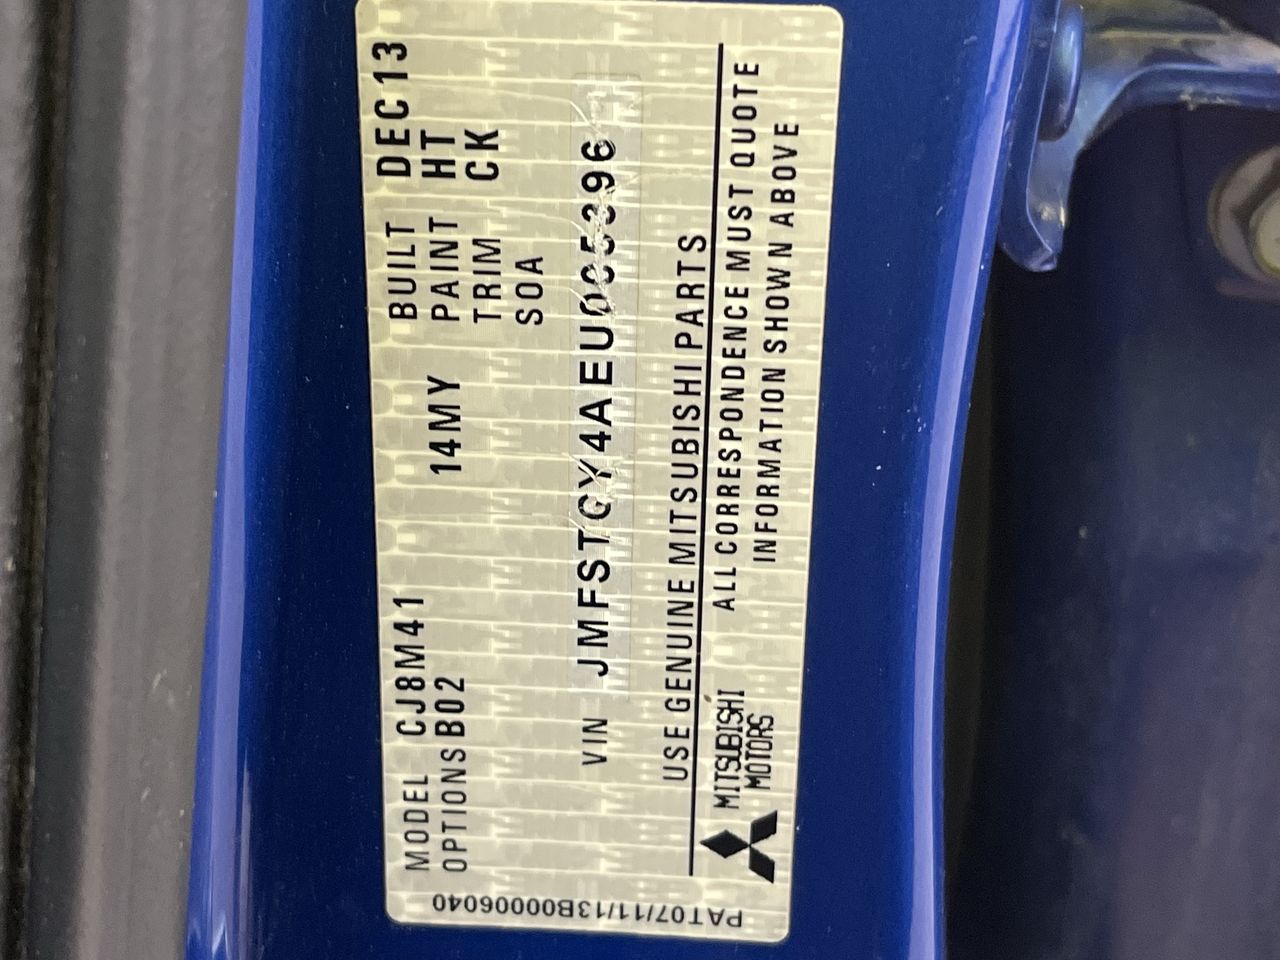 MODEL CJ8M41 BUILT DEC13
OPTIONS B02 14MY PAINT HT
TRIM CK
SOA
VIN JMFSTCY4AEU005396
USE GENUINE MITSUBISHI PARTS
MITSUBISHI ALL CORRESPONDENCE MUST QUOTE
MOTORS INFORMATION SHOWN ABOVE
PAT07/11/13B00006040